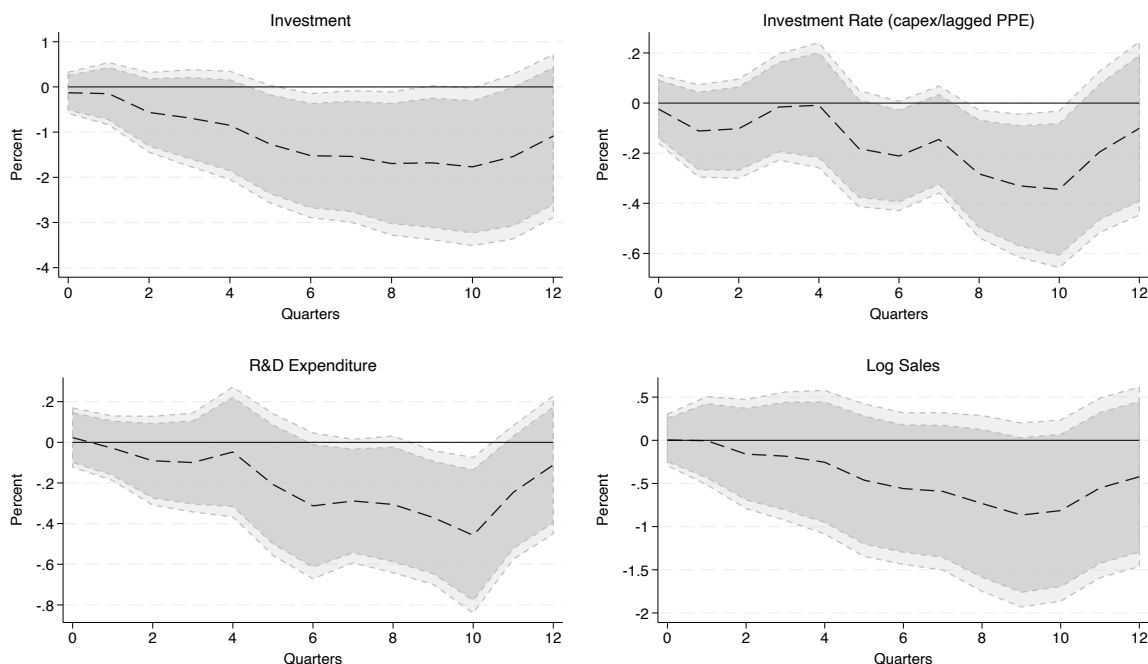 Investment
1
0
-1
-2
-3
-4
Percent
0 2 4 6 8 10 12
Quarters
Investment Rate (capex/lagged PPE)
.2
0
-.2
-.4
-.6
Percent
0 2 4 6 8 10 12
Quarters
R&D Expenditure
.2
0
-.2
-.4
-.6
-.8
Percent
0 2 4 6 8 10 12
Quarters
Log Sales
.5
0
-.5
-1
-1.5
-2
Percent
0 2 4 6 8 10 12
Quarters